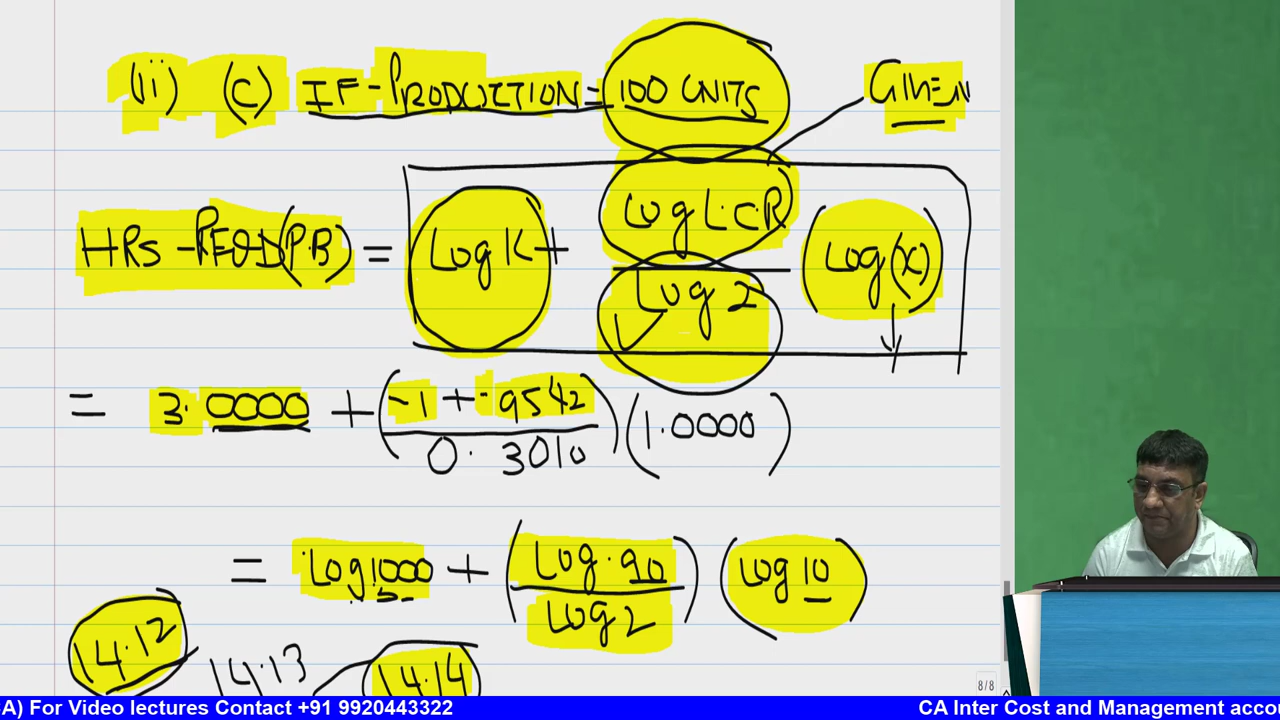 (ii) (C) IF-PRODUCTION = 100 UNITS GIVEN
HRs-REQD(P.B) = Log K + Log L.C.R / Log 2 (Log(X))
= 3.0000 + (-1 + .9542 / 0.3010) (1.0000)
= Log 1000 + (Log .90 / Log 2) (Log 10)
14.12 14.13 14.14
8/8
A) For Video lectures Contact +91 9920443322 CA Inter Cost and Management accou